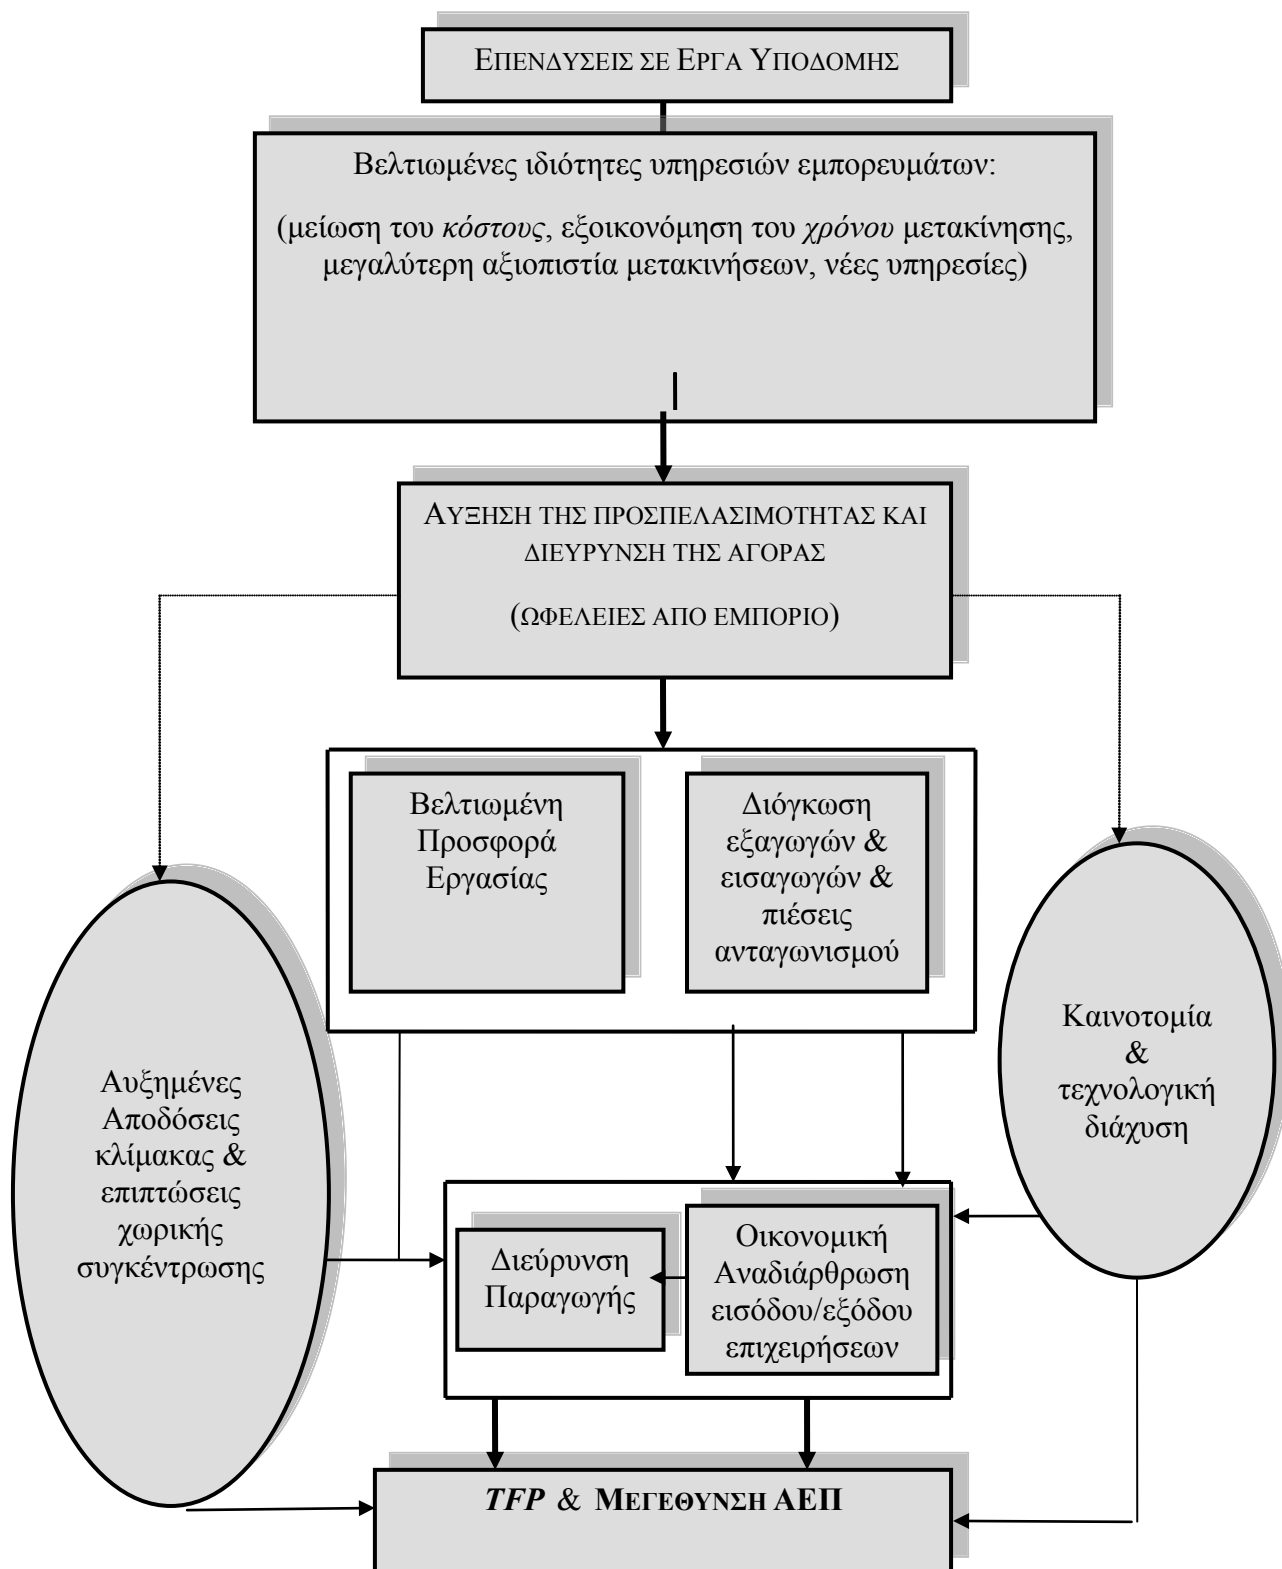 ΕΠΕΝΔΥΣΕΙΣ ΣΕ ΕΡΓΑ ΥΠΟΔΟΜΗΣ
Βελτιωμένες ιδιότητες υπηρεσιών εμπορευμάτων:
(μείωση του κόστους, εξοικονόμηση του χρόνου μετακίνησης,
μεγαλύτερη αξιοπιστία μετακινήσεων, νέες υπηρεσίες)
ΑΥΞΗΣΗ ΤΗΣ ΠΡΟΣΠΕΛΑΣΙΜΟΤΗΤΑΣ ΚΑΙ
ΔΙΕΥΡΥΝΣΗ ΤΗΣ ΑΓΟΡΑΣ
(ΩΦΕΛΕΙΕΣ ΑΠΟ ΕΜΠΟΡΙΟ)
Βελτιωμένη
Προσφορά
Εργασίας
Διόγκωση
εξαγωγών &
εισαγωγών &
πιέσεις
ανταγωνισμού
Αυξημένες
Αποδόσεις
κλίμακας &
επιπτώσεις
χωρικής
συγκέντρωσης
Καινοτομία
&
τεχνολογική
διάχυση
Διεύρυνση
Παραγωγής
Οικονομική
Αναδιάρθρωση
εισόδου/εξόδου
επιχειρήσεων
TFP & ΜΕΓΕΘΥΝΣΗ ΑΕΠ